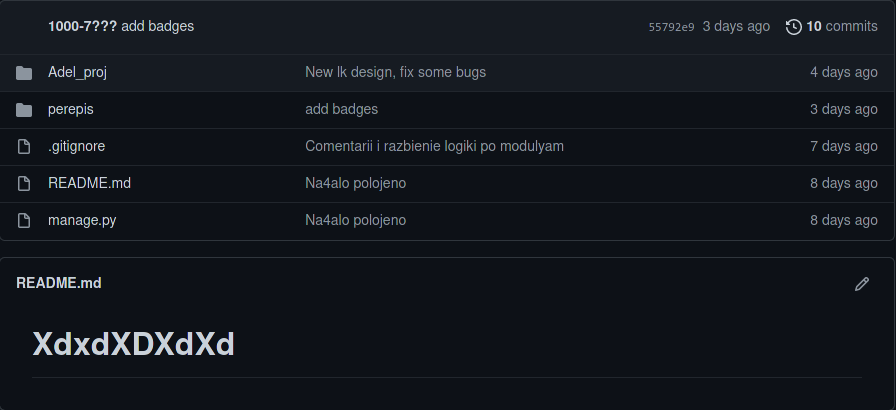 1000-7??? add badges 55792e9 3 days ago 10 commits
Adel_proj New lk design, fix some bugs 4 days ago
perepis add badges 3 days ago
.gitignore Comentarii i razbienie logiki po modulyam 7 days ago
README.md Na4alo polojeno 8 days ago
manage.py Na4alo polojeno 8 days ago
README.md
XdxdXDXdXd